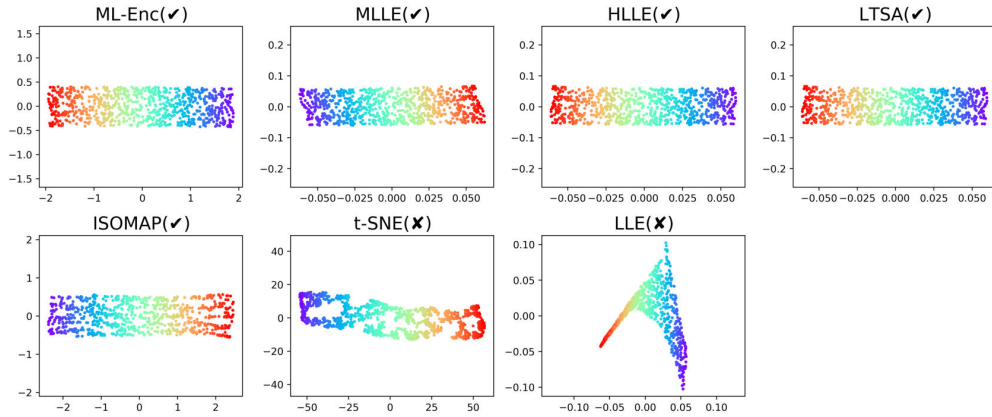 ML-Enc(✔)
1.5
1.0
0.5
0.0
−0.5
−1.0
−1.5
−2 −1 0 1 2
MLLE(✔)
0.2
0.1
0.0
−0.1
−0.2
−0.050 −0.025 0.000 0.025 0.050
HLLE(✔)
0.2
0.1
0.0
−0.1
−0.2
−0.050 −0.025 0.000 0.025 0.050
LTSA(✔)
0.2
0.1
0.0
−0.1
−0.2
−0.050 −0.025 0.000 0.025 0.050
ISOMAP(✔)
2
1
0
−1
−2
−2 −1 0 1 2
t-SNE(✘)
40
20
0
−20
−40
−50 −25 0 25 50
LLE(✘)
0.10
0.05
0.00
−0.05
−0.10
−0.10 −0.05 0.00 0.05 0.10